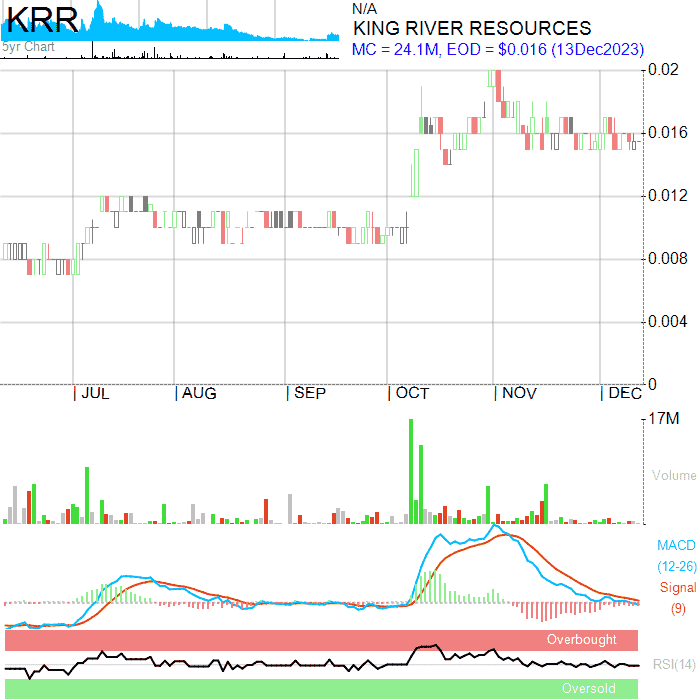 KRR
5yr Chart
N/A
KING RIVER RESOURCES
MC = 24.1M, EOD = $0.016 (13Dec2023)
0.02
0.016
0.012
0.008
0.004
0
| JUL | AUG | SEP | OCT | NOV | DEC
17M
Volume
MACD
(12-26)
Signal
(9)
Overbought
RSI(14)
Oversold